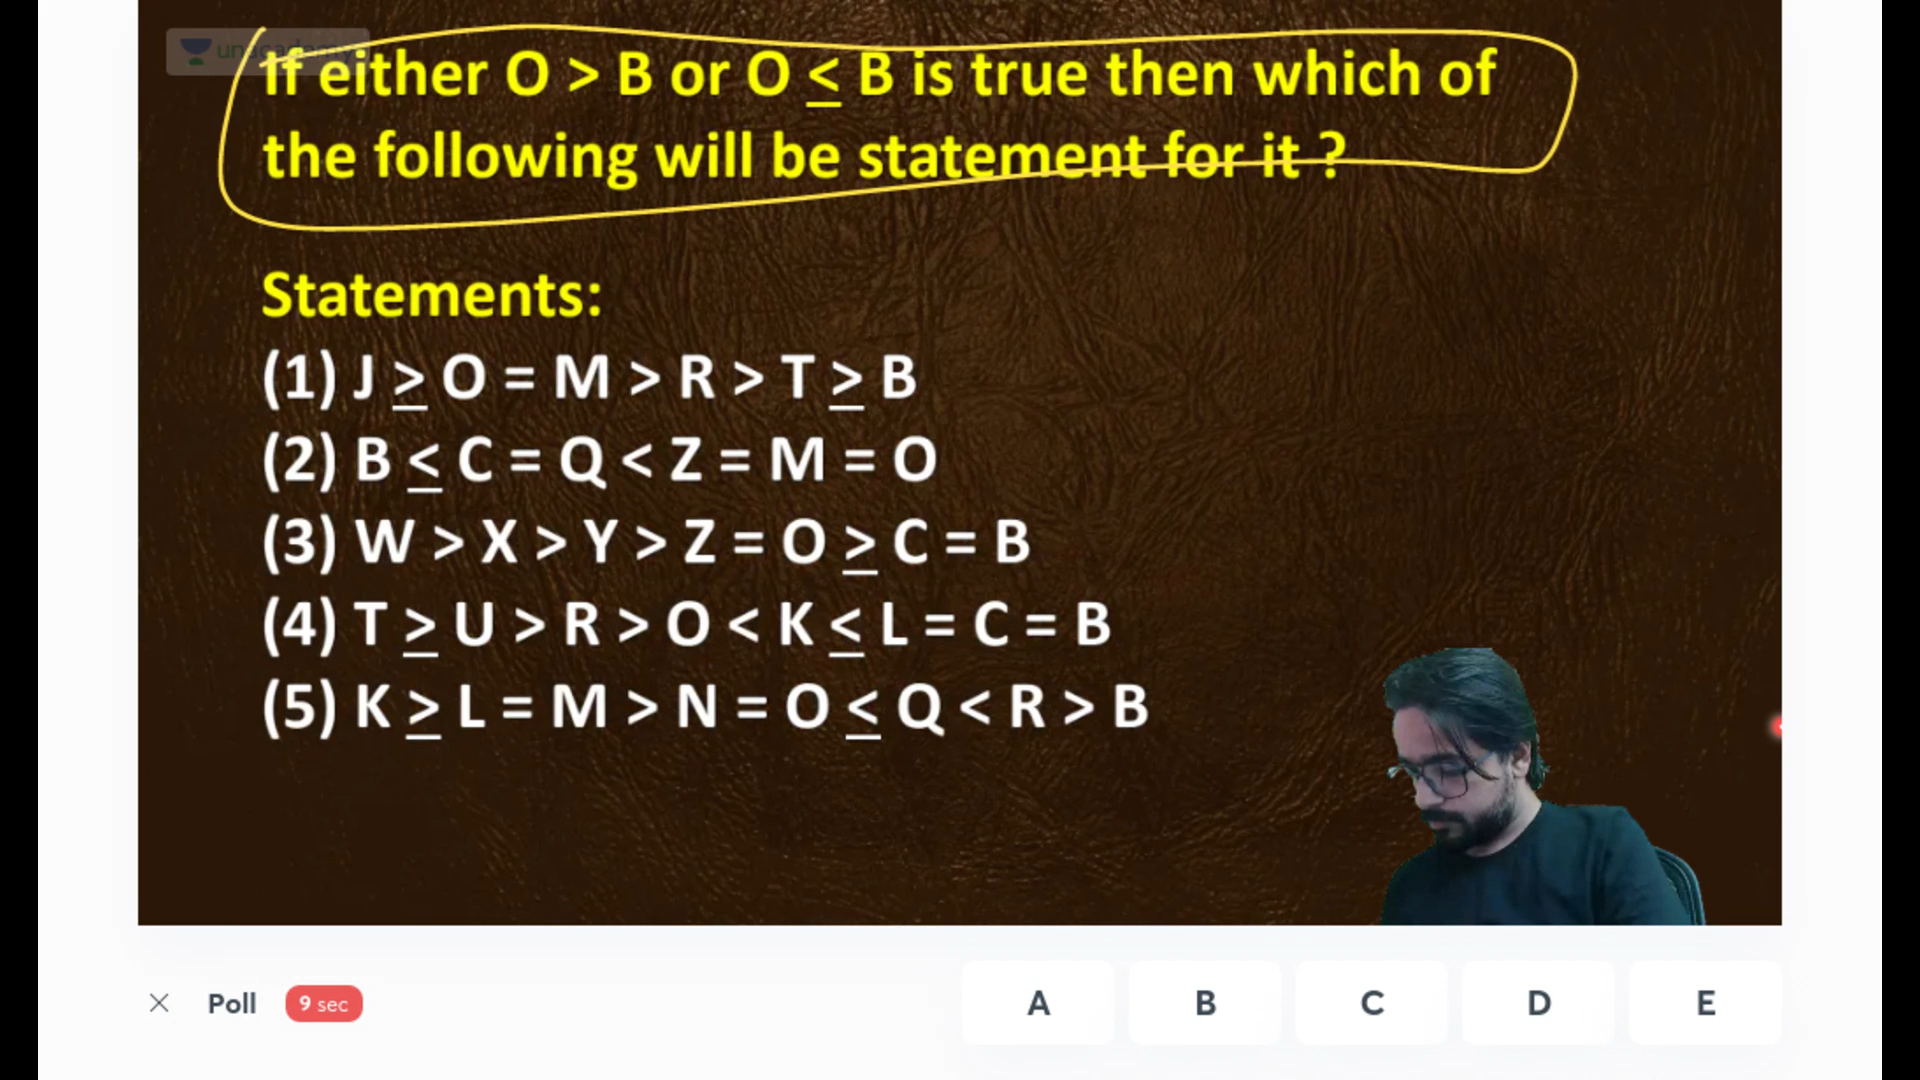 unacademy
If either O > B or O ≤ B is true then which of
the following will be statement for it ?
Statements:
(1) J ≥ O = M > R > T ≥ B
(2) B ≤ C = Q < Z = M = O
(3) W > X > Y > Z = O ≥ C = B
(4) T ≥ U > R > O < K ≤ L = C = B
(5) K ≥ L = M > N = O ≤ Q < R > B
Poll 9 sec A B C D E